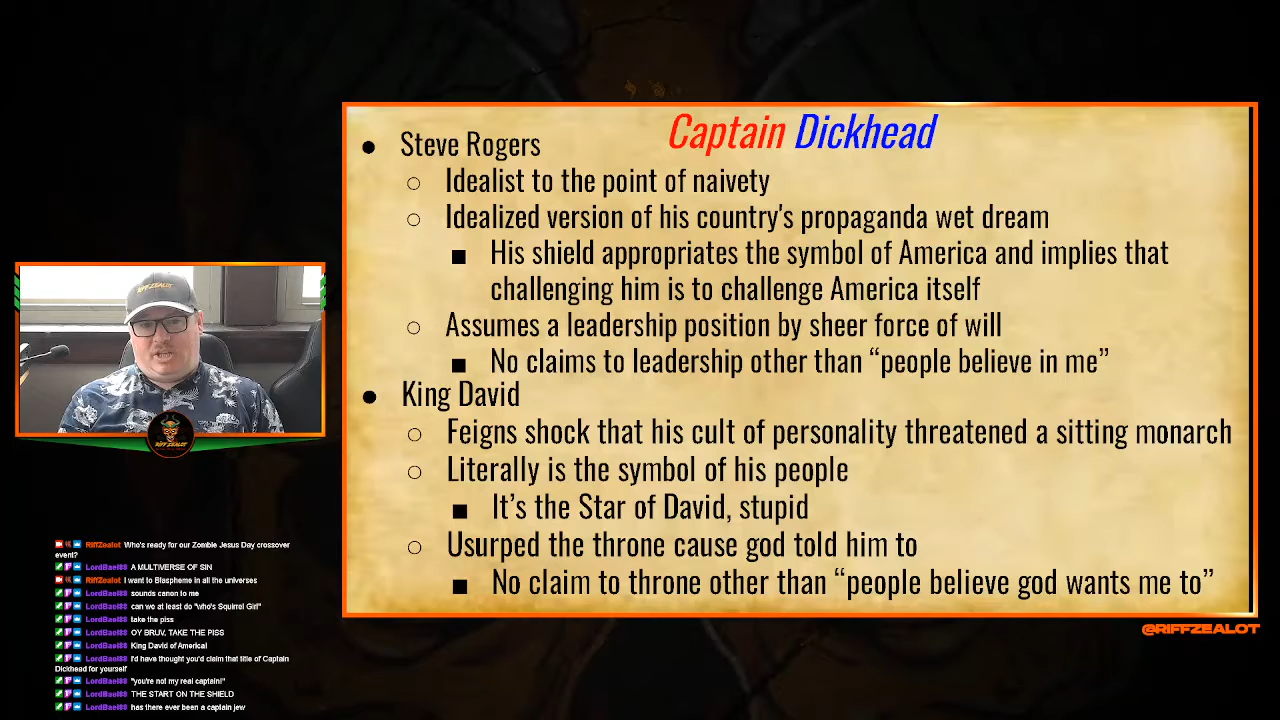 Captain Dickhead
● Steve Rogers
○ Idealist to the point of naivety
○ Idealized version of his country's propaganda wet dream
■ His shield appropriates the symbol of America and implies that
challenging him is to challenge America itself
○ Assumes a leadership position by sheer force of will
■ No claims to leadership other than “people believe in me”
● King David
○ Feigns shock that his cult of personality threatened a sitting monarch
○ Literally is the symbol of his people
■ It’s the Star of David, stupid
○ Usurped the throne cause god told him to
■ No claim to throne other than “people believe god wants me to”
@RIFFZEALOT
RIFFZEALOT
RIFF ZEALOT
RiffZealot Who's ready for our Zombie Jesus Day crossover
event?
LordBael88 A MULTIVERSE OF SIN
RiffZealot I want to Blaspheme in all the universes
LordBael88 sounds canon to me
LordBael88 can we at least do "who's Squirrel Girl"
LordBael88 take the piss
LordBael88 OY BRUV, TAKE THE PISS
LordBael88 King David of America!
LordBael88 I'd have thought you'd claim that title of Captain
Dickhead for yourself
LordBael88 "you're not my real captain!"
LordBael88 THE START ON THE SHIELD
LordBael88 has there ever been a captain jew